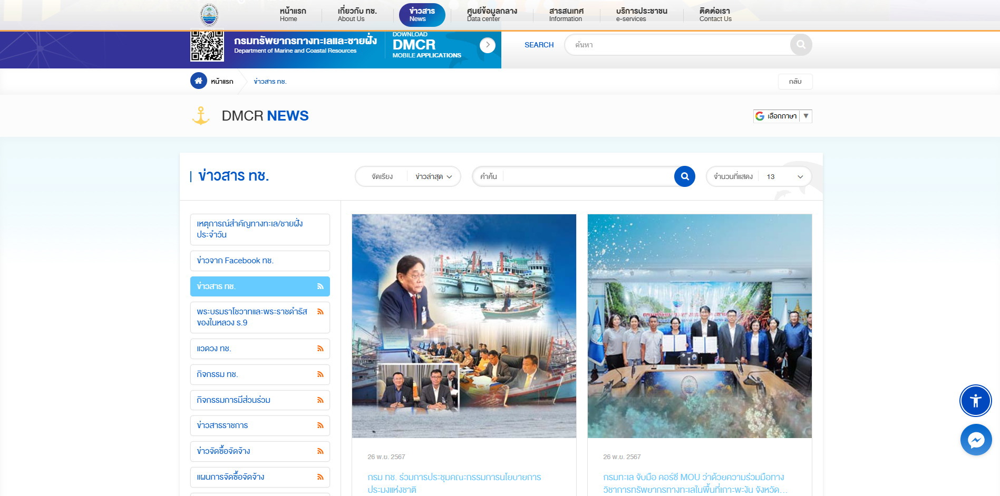 หน้าแรก
Home
เกี่ยวกับ ทช.
About Us
ข่าวสาร
News
ศูนย์ข้อมูลกลาง
Data center
สารสนเทศ
Information
บริการประชาชน
e-services
ติดต่อเรา
Contact Us
กรมทรัพยากรทางทะเลและชายฝั่ง
Department of Marine and Coastal Resources
DOWNLOAD
DMCR
MOBILE APPLICATIONS
SEARCH
ค้นหา
หน้าแรก
ข่าวสาร ทช.
กลับ
DMCR NEWS
เลือกภาษา ▼
ข่าวสาร ทช.
จัดเรียง
ข่าวล่าสุด
คำค้น
จำนวนที่แสดง
13
เหตุการณ์สำคัญทางทะเล/ชายฝั่ง
ประจำวัน
ข่าวจาก Facebook ทช.
ข่าวสาร ทช.
พระบรมราโชวาทและพระราชดำริส
ของในหลวง ร.9
แวดวง ทช.
กิจกรรม ทช.
กิจกรรมการมีส่วนร่วม
ข่าวสารราชการ
ข่าวจัดซื้อจัดจ้าง
แผนการจัดซื้อจัดจ้าง
26 พ.ย. 2567
กรม ทช. ร่วมการประชุมคณะกรรมการนโยบายการ
ประมงแห่งชาติ
26 พ.ย. 2567
กรมทะเล จับมือ คอร์ซี MOU ว่าด้วยความร่วมมือทาง
วิชาการทรัพยากรทางทะเลในพื้นที่เกาะพะงัน จังหวัด...